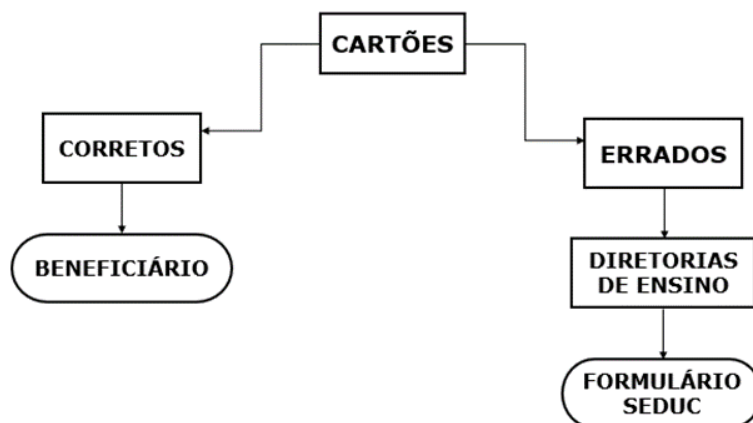 CARTÕES
CORRETOS
ERRADOS
BENEFICIÁRIO
DIRETORIAS
DE ENSINO
FORMULÁRIO
SEDUC